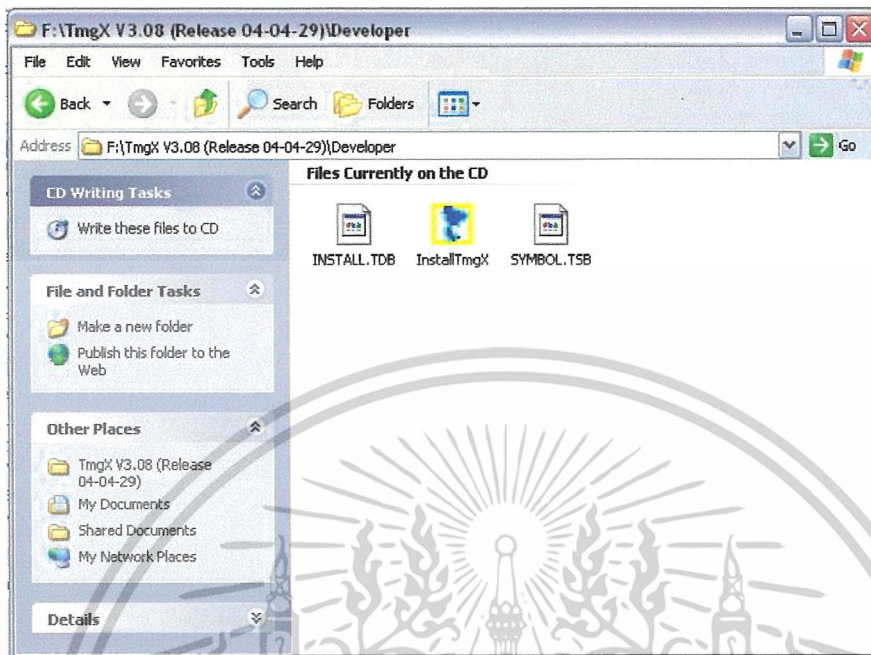 F:\TmgX V3.08 (Release 04-04-29)\Developer
File Edit View Favorites Tools Help
Back Search Folders
Address F:\TmgX V3.08 (Release 04-04-29)\Developer Go
CD Writing Tasks
Write these files to CD
File and Folder Tasks
Make a new folder
Publish this folder to the
Web
Other Places
TmgX V3.08 (Release
04-04-29)
My Documents
Shared Documents
My Network Places
Details
Files Currently on the CD
INSTALL.TDB InstallTmgX SYMBOL.TSB